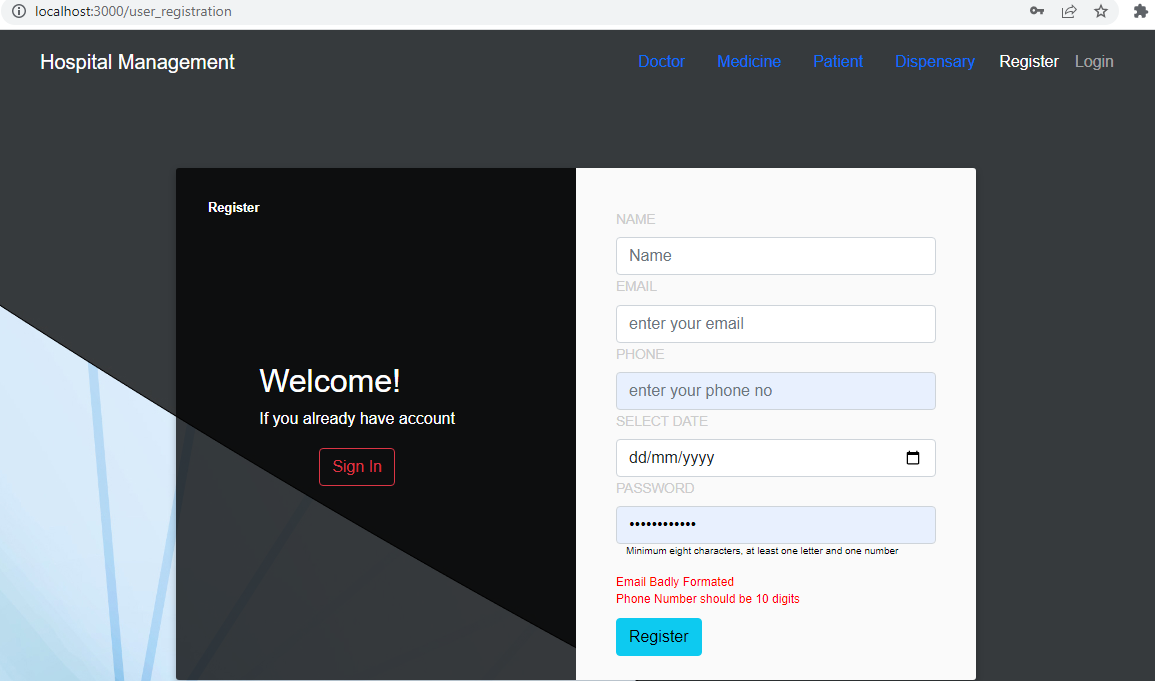 localhost:3000/user_registration
Hospital Management Doctor Medicine Patient Dispensary Register Login
Register
Welcome!
If you already have account
Sign In
NAME
Name
EMAIL
enter your email
PHONE
enter your phone no
SELECT DATE
dd/mm/yyyy
PASSWORD
••••••••••••
Minimum eight characters, at least one letter and one number
Email Badly Formated
Phone Number should be 10 digits
Register